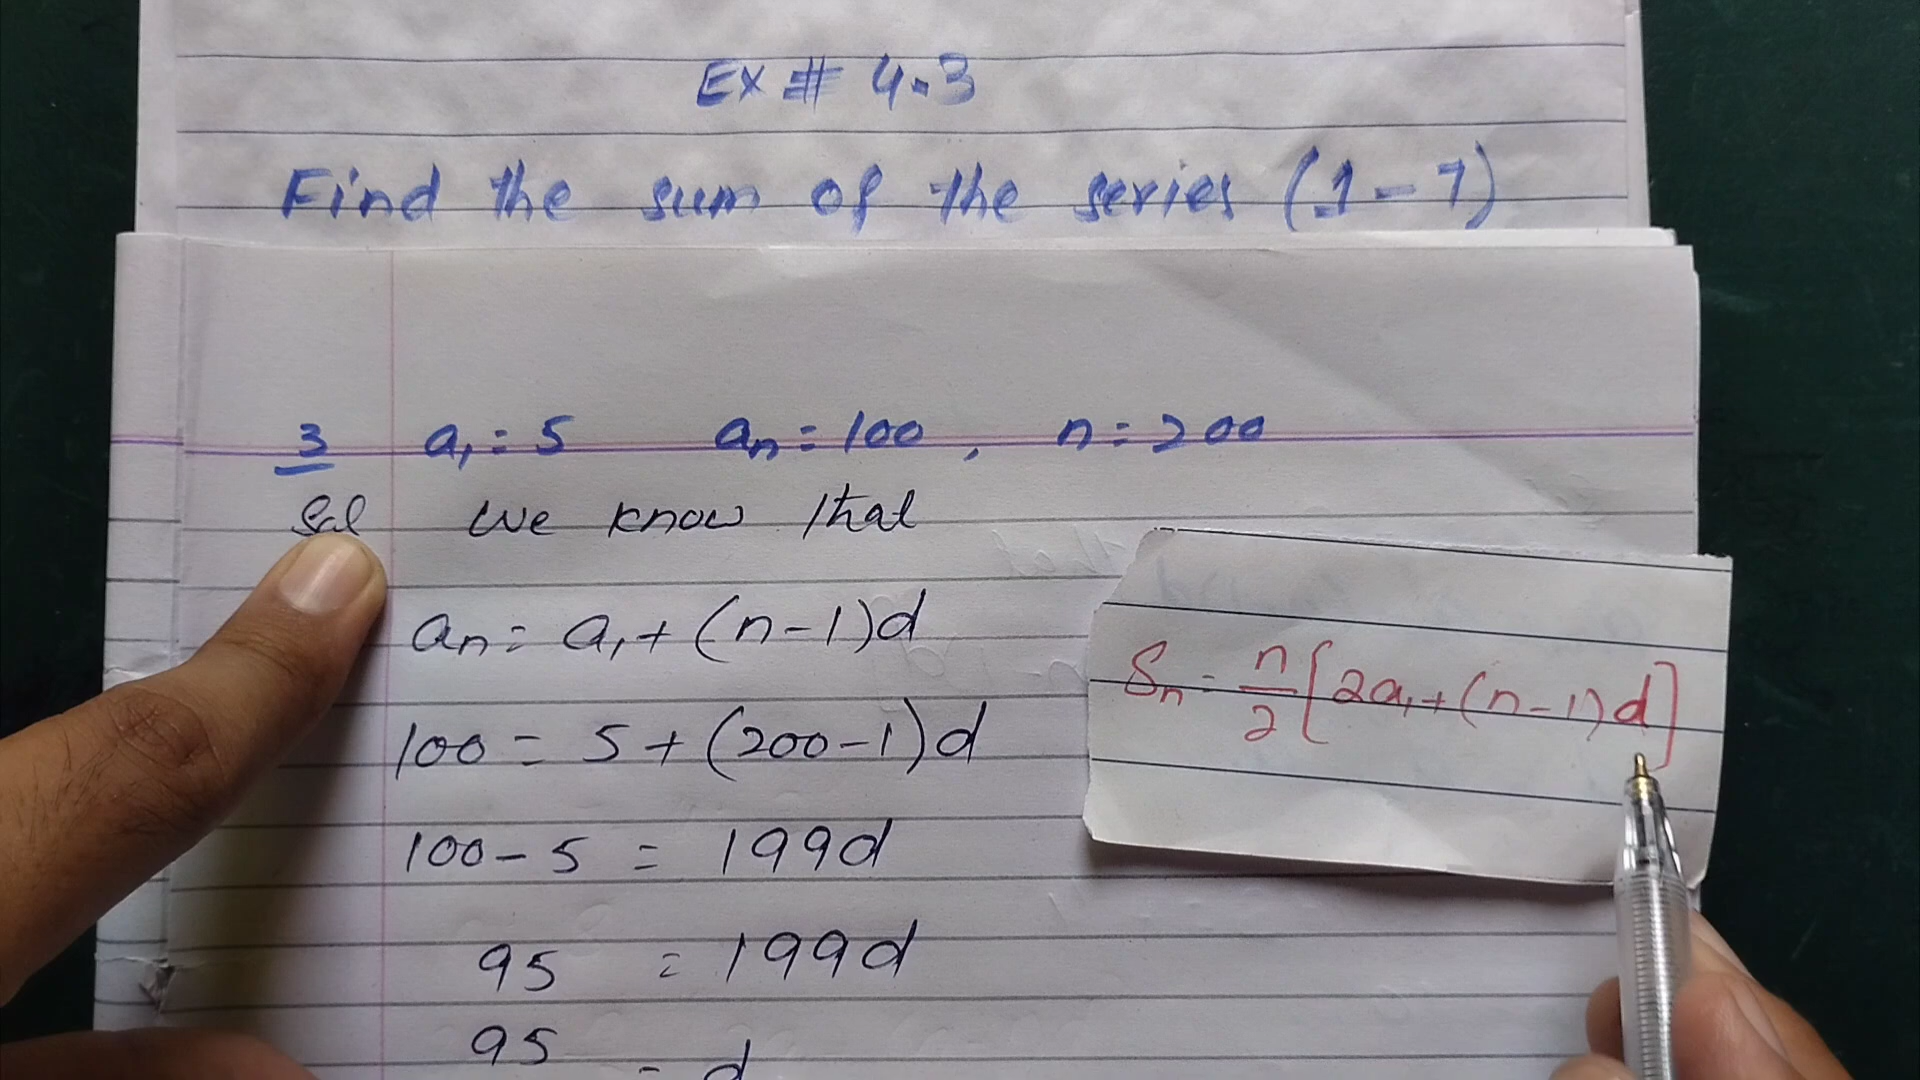 Ex # 4.3
Find the sum of the series (1-7)
3 a₁ = 5 aₙ = 100, n = 200
Sol We know that
aₙ = a₁ + (n-1)d
100 = 5 + (200-1)d
100 - 5 = 199d
95 = 199d
95
= d
Sₙ = n/2 [2a₁ + (n-1)d]